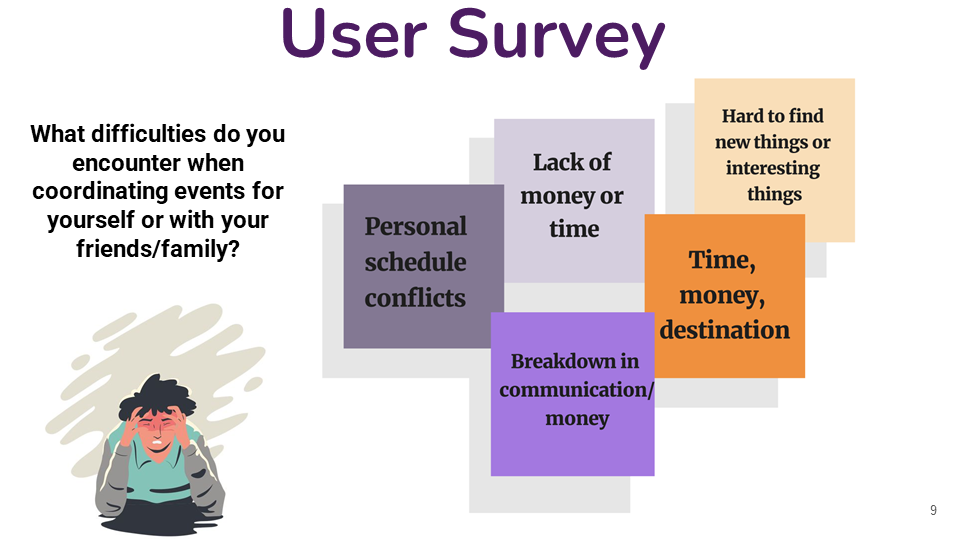 User Survey
What difficulties do you
encounter when
coordinating events for
yourself or with your
friends/family?
Personal
schedule
conflicts
Lack of
money or
time
Hard to find
new things or
interesting
things
Time,
money,
destination
Breakdown in
communication/
money
9